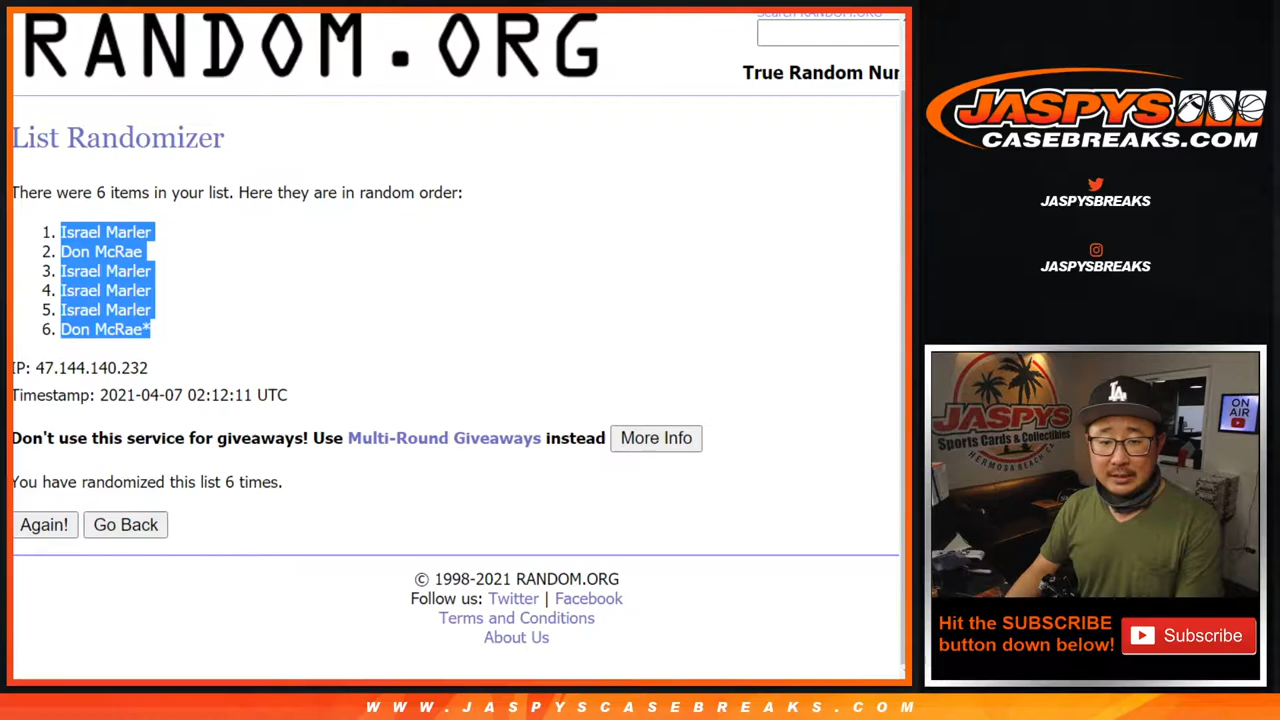 RANDOM.ORG
Search RANDOM.ORG
True Random Nur
List Randomizer
There were 6 items in your list. Here they are in random order:
1. Israel Marler
2. Don McRae
3. Israel Marler
4. Israel Marler
5. Israel Marler
6. Don McRae*
IP: 47.144.140.232
Timestamp: 2021-04-07 02:12:11 UTC
Don't use this service for giveaways! Use Multi-Round Giveaways instead More Info
You have randomized this list 6 times.
Again! Go Back
© 1998-2021 RANDOM.ORG
Follow us: Twitter | Facebook
Terms and Conditions
About Us
JASPYS
CASEBREAKS.COM
JASPYSBREAKS
JASPYSBREAKS
JASPYS
Sports Cards & Collectibles
HERMOSA BEACH, CA
LA
ON
AIR
Hit the SUBSCRIBE
button down below!
Subscribe
WWW.JASPYSCASEBREAKS.COM